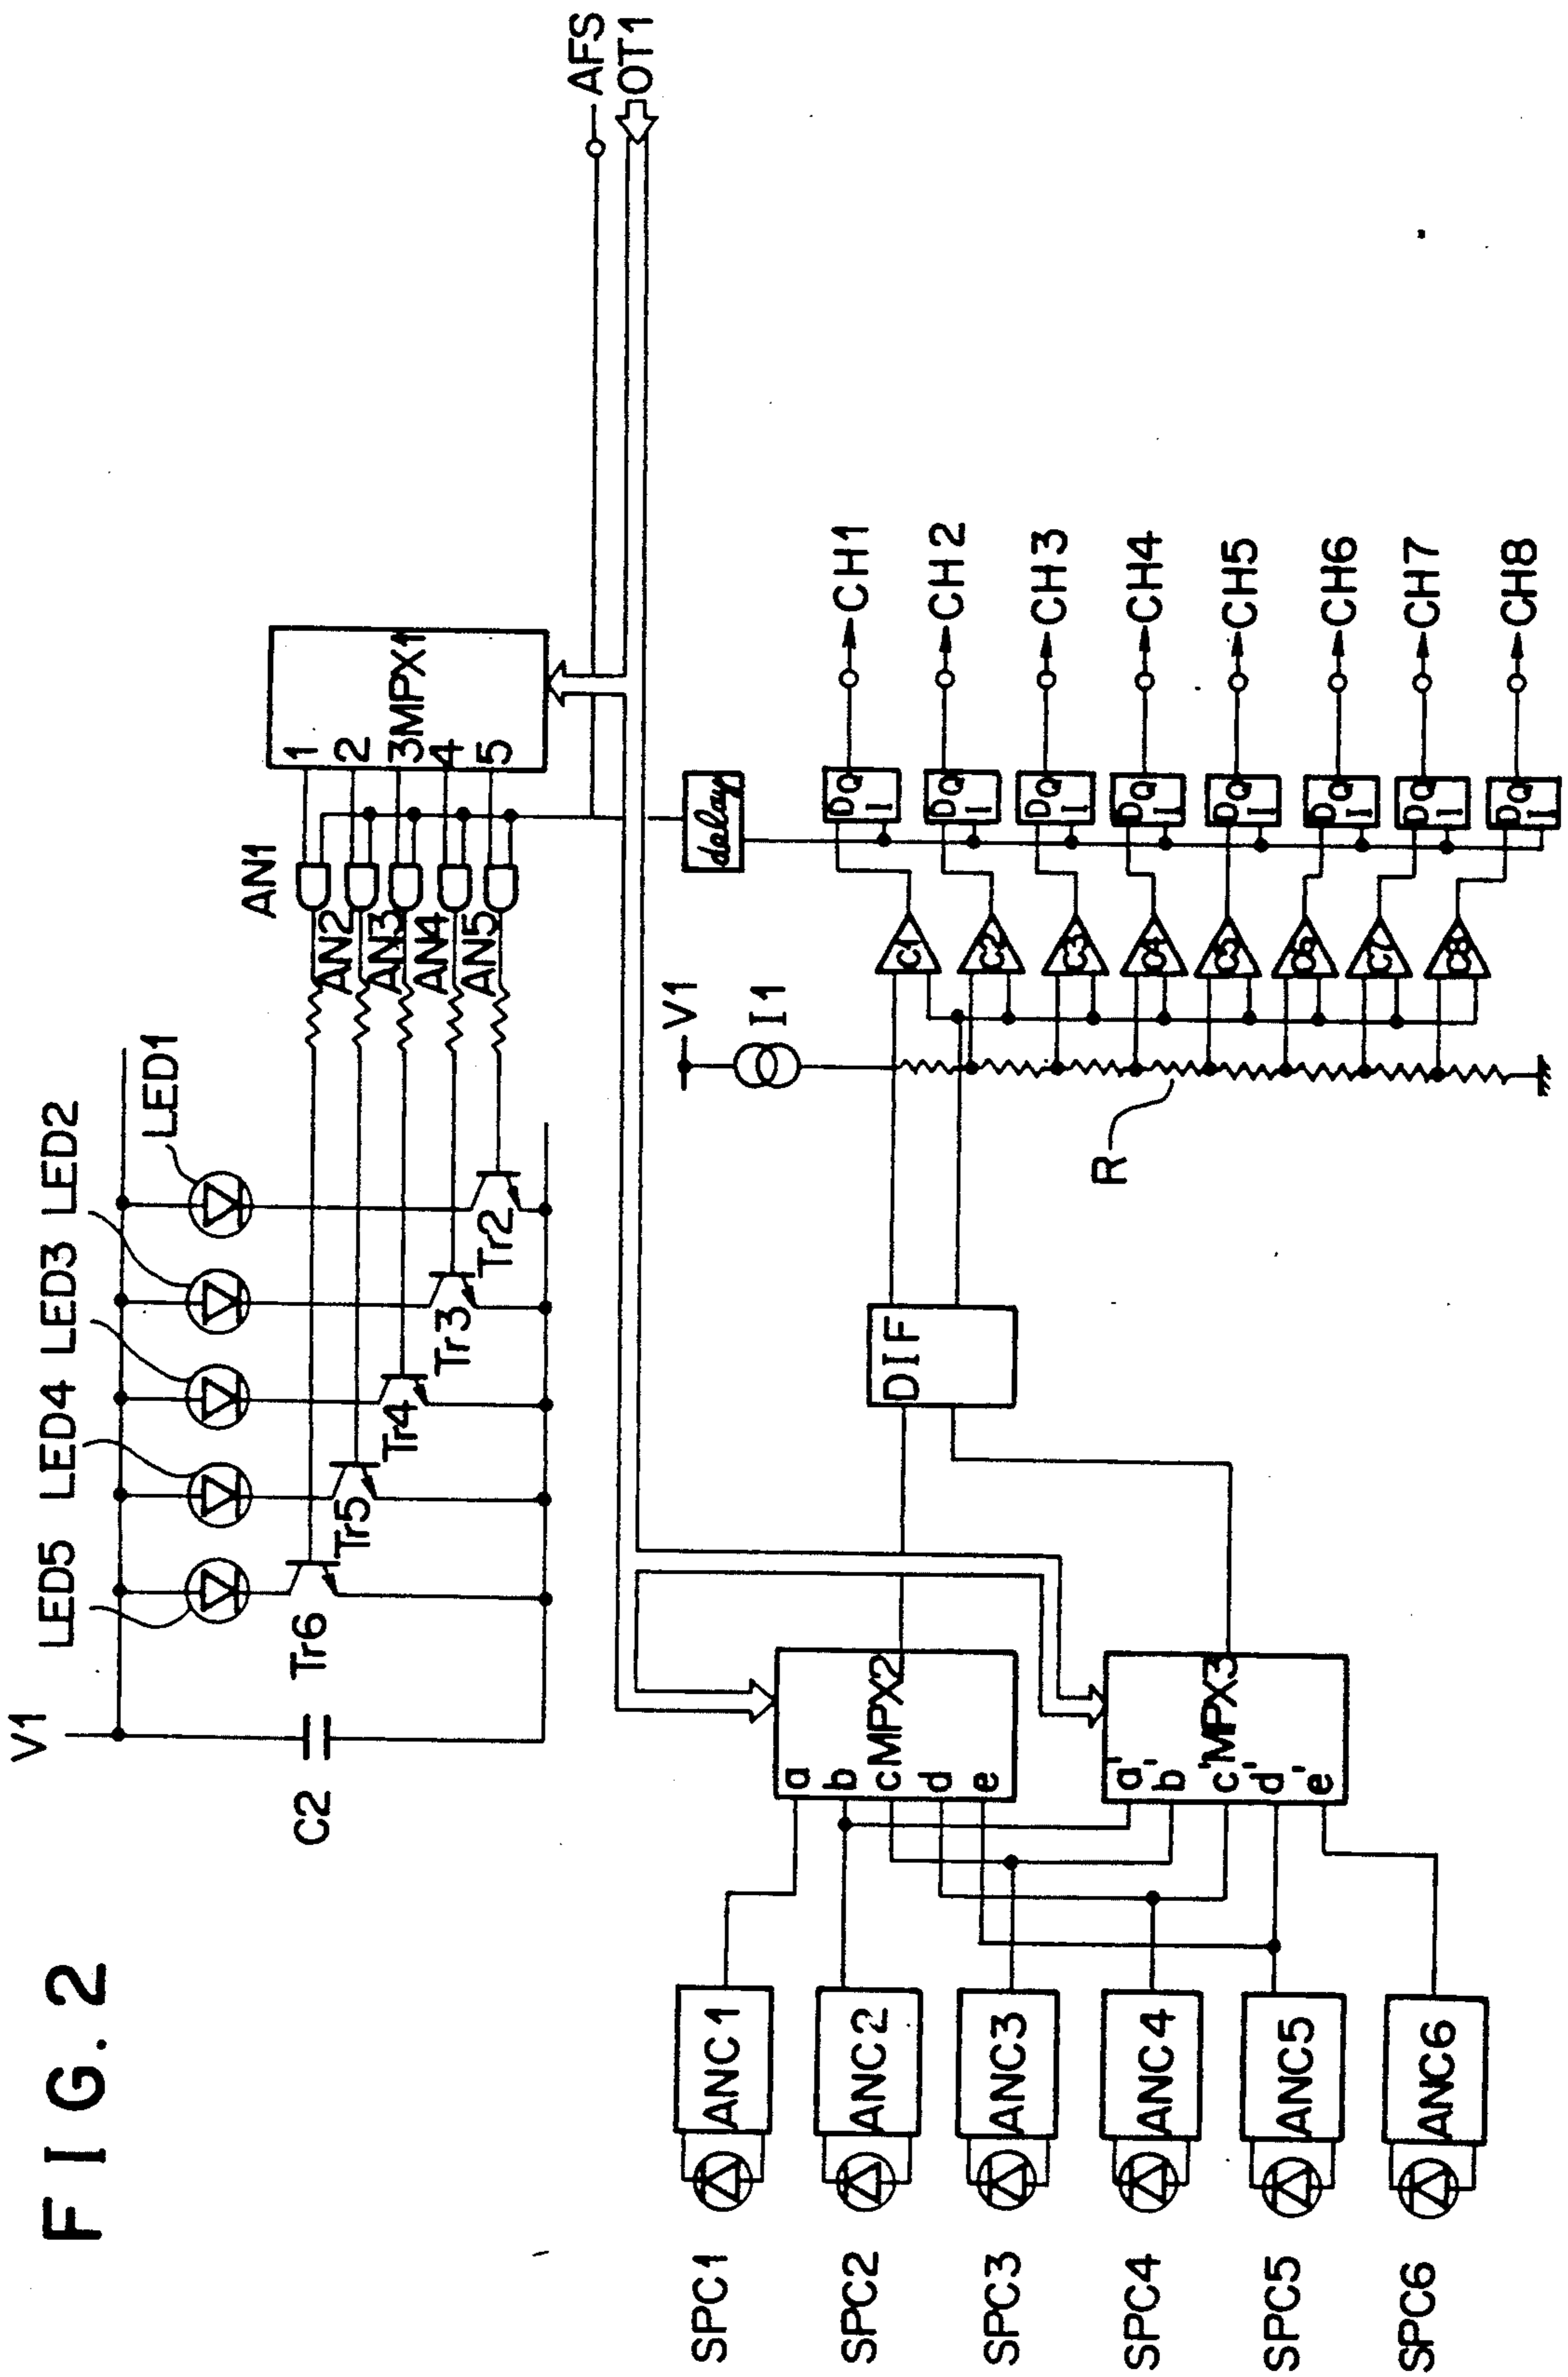 FIG. 2
V1
C2
LED5
LED4
LED3
LED2
LED1
Tr6
Tr5
Tr4
Tr3
Tr2
AN1
AN2
AN3
AN4
AN5
1
2
3
4
5
MPX1
AFS
OT1
SPC1
SPC2
SPC3
SPC4
SPC5
SPC6
ANC1
ANC2
ANC3
ANC4
ANC5
ANC6
a
b
c
d
e
MPX2
a'
b'
c'
d'
e'
MPX3
DIF
R
V1
I1
delay
C1
C2
C3
C4
C5
C6
C7
C8
D Q
I
D Q
I
D Q
I
D Q
I
D Q
I
D Q
I
D Q
I
D Q
I
CH1
CH2
CH3
CH4
CH5
CH6
CH7
CH8